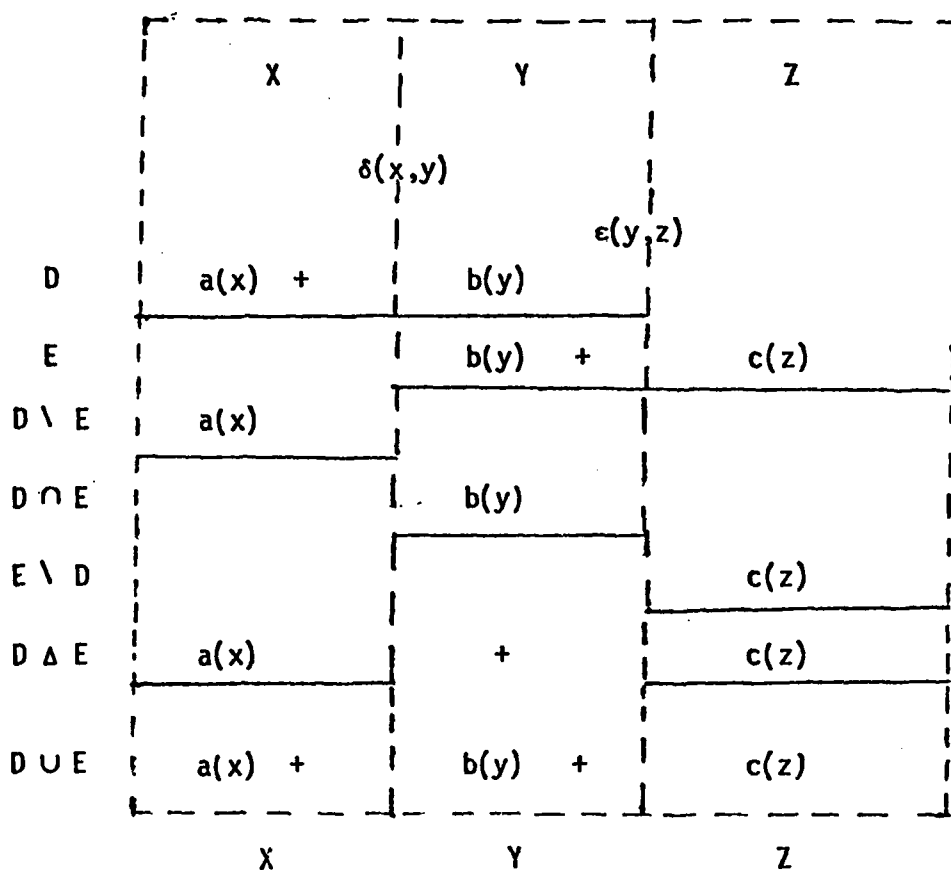 X Y Z
δ(x,y)
ε(y,z)
D a(x) + b(y)
E b(y) + c(z)
D \ E a(x)
D ∩ E b(y)
E \ D c(z)
D Δ E a(x) + c(z)
D ∪ E a(x) + b(y) + c(z)
X Y Z